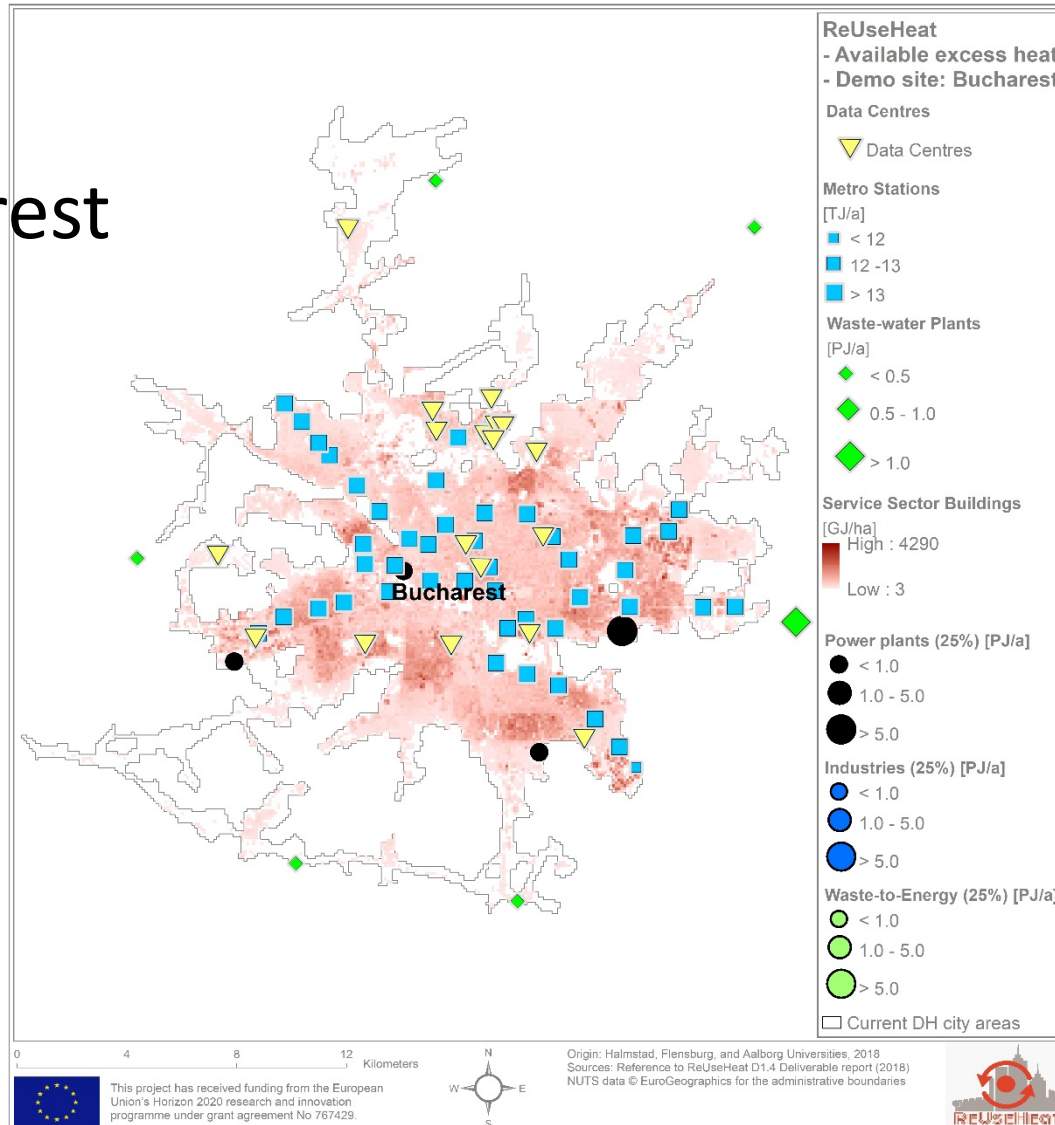 rest
ReUseHeat
- Available excess heat
- Demo site: Bucharest
Data Centres
Data Centres
Metro Stations
[TJ/a]
< 12
12 -13
> 13
Waste-water Plants
[PJ/a]
< 0.5
0.5 - 1.0
> 1.0
Service Sector Buildings
[GJ/ha]
High : 4290
Low : 3
Power plants (25%) [PJ/a]
< 1.0
1.0 - 5.0
> 5.0
Industries (25%) [PJ/a]
< 1.0
1.0 - 5.0
> 5.0
Waste-to-Energy (25%) [PJ/a]
< 1.0
1.0 - 5.0
> 5.0
Current DH city areas
Bucharest
0 4 8 12
Kilometers
N
W E
S
This project has received funding from the European
Union's Horizon 2020 research and innovation
programme under grant agreement No 767429.
Origin: Halmstad, Flensburg, and Aalborg Universities, 2018
Sources: Reference to ReUseHeat D1.4 Deliverable report (2018)
NUTS data © EuroGeographics for the administrative boundaries
ReUseHeat